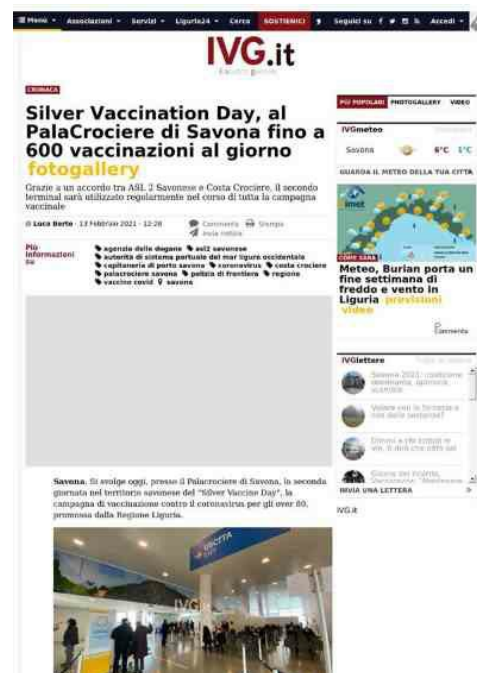 Menù
Associazioni
Servizi
Liguria24
Cerca
SOSTIENICI
Seguici su
Accedi
IVG.it
CRONACA
Silver Vaccination Day, al
PalaCrociere di Savona fino a
600 vaccinazioni al giorno
fotogallery
Grazie a un accordo tra ASL 2 Savonese e Costa Crociere, il secondo
terminal sarà utilizzato regolarmente nel corso di tutta la campagna
vaccinale
di Luca Berto - 13 Febbraio 2021 - 12:28
Commenta
Stampa
Invia notizia
Più
informazioni
su
agenzia delle dogane
asl2 savonese
autorità di sistema portuale del mar ligure occidentale
capitaneria di porto savona
coronavirus
costa crociere
palacrociere savona
polizia di frontiera
regione
vaccino covid
savona
Savona. Si svolge oggi, presso il Palacrociere di Savona, la seconda
giornata nel territorio savonese del "Silver Vaccine Day", la
campagna di vaccinazione contro il coronavirus per gli over 80,
promossa dalla Regione Liguria.
USCITA
IVG
PIÙ POPOLARI
PHOTOGALLERY
VIDEO
IVGmeteo
Savona
6°C
1°C
GUARDA IL METEO DELLA TUA CITTÀ
limet
COME SARÀ
Meteo, Burian porta un
fine settimana di
freddo e vento in
Liguria previsioni
video
Commenta
IVGlettere
INVIA UNA LETTERA
IVG.it